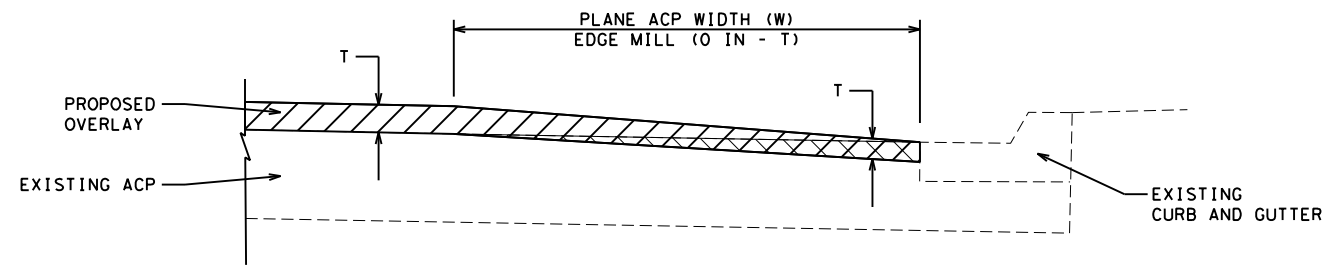 PLANE ACP WIDTH (W)
EDGE MILL (0 IN - T)
T
T
PROPOSED
OVERLAY
EXISTING ACP
EXISTING
CURB AND GUTTER